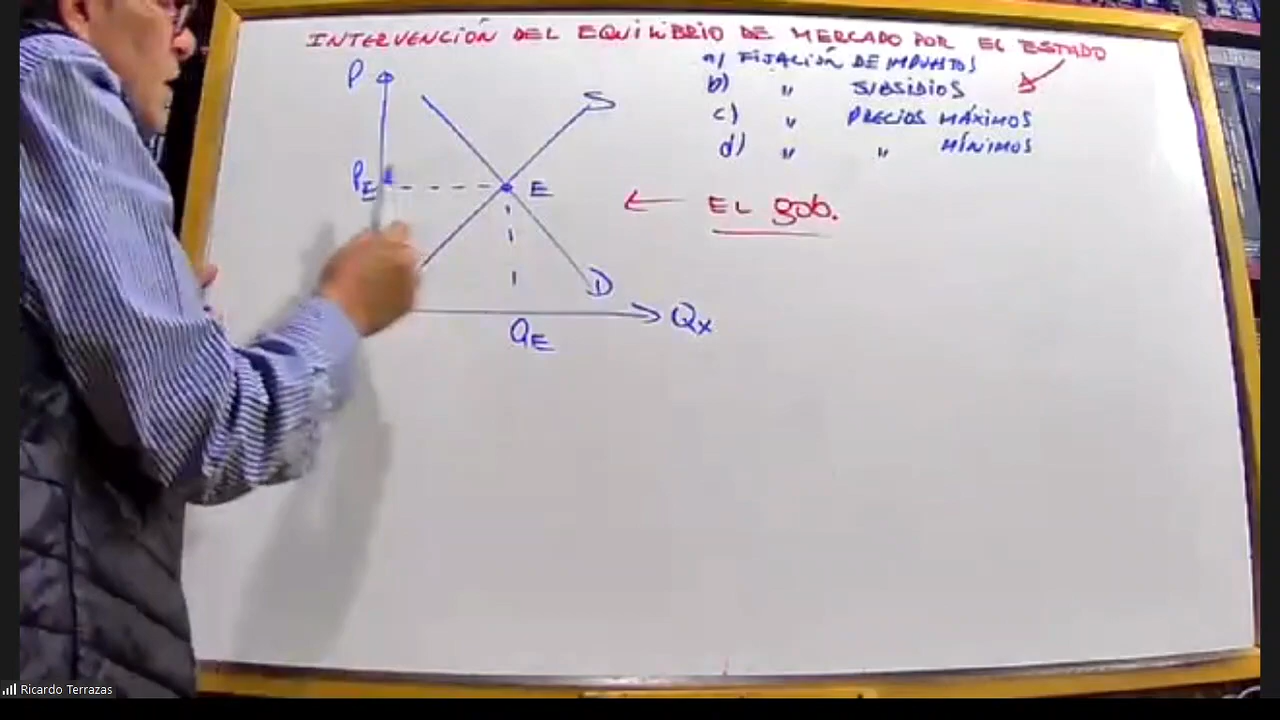 INTERVENCIÓN DEL EQUILIBRIO DE MERCADO POR EL ESTADO
a) FIJACIÓN DE IMPUESTOS
b) " SUBSIDIOS
c) " PRECIOS MÁXIMOS
d) " " MÍNIMOS
P
S
PE
E
EL gob.
D
QX
QE
Ricardo Terrazas